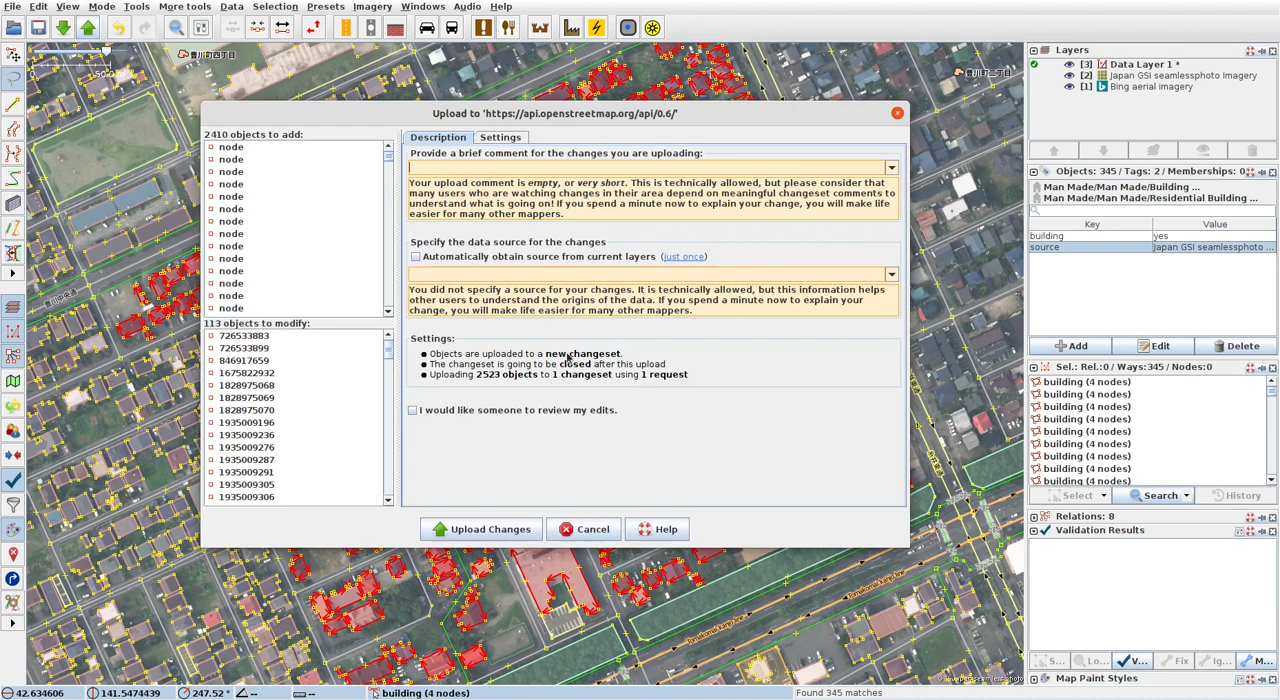 File Edit View Mode Tools More tools Data Selection Presets Imagery Windows Audio Help
豊川町四丁目
豊川町三丁目
Upload to 'https://api.openstreetmap.org/api/0.6/'
2410 objects to add:
node
node
node
node
node
node
node
node
node
node
node
node
node
node
113 objects to modify:
726533883
726533899
846917659
1675822932
1828975068
1828975069
1828975070
1935009196
1935009236
1935009276
1935009287
1935009291
1935009305
1935009306
Description Settings
Provide a brief comment for the changes you are uploading:
Your upload comment is empty, or very short. This is technically allowed, but please consider that
many users who are watching changes in their area depend on meaningful changeset comments to
understand what is going on! If you spend a minute now to explain your change, you will make life
easier for many other mappers.
Specify the data source for the changes
Automatically obtain source from current layers (just once)
You did not specify a source for your changes. It is technically allowed, but this information helps
other users to understand the origins of the data. If you spend a minute now to explain your
change, you will make life easier for many other mappers.
Settings:
Objects are uploaded to a new changeset.
The changeset is going to be closed after this upload
Uploading 2523 objects to 1 changeset using 1 request
I would like someone to review my edits.
Upload Changes Cancel Help
Layers
[3] Data Layer 1 *
[2] Japan GSI seamlessphoto Imagery
[1] Bing aerial imagery
Objects: 345 / Tags: 2 / Memberships: 0
Man Made/Man Made/Building ...
Man Made/Man Made/Residential Building ...
Key Value
building yes
source Japan GSI seamlessphoto ...
Add Edit Delete
Sel.: Rel.:0 / Ways:345 / Nodes:0
building (4 nodes)
building (4 nodes)
building (4 nodes)
building (4 nodes)
building (4 nodes)
building (4 nodes)
building (4 nodes)
building (4 nodes)
building (4 nodes)
Select Search History
Relations: 8
Validation Results
S... Lo... V... Fix Ig... M...
Map Paint Styles
42.634606 141.5474439 247.52 ° -- -- building (4 nodes) Found 345 matches